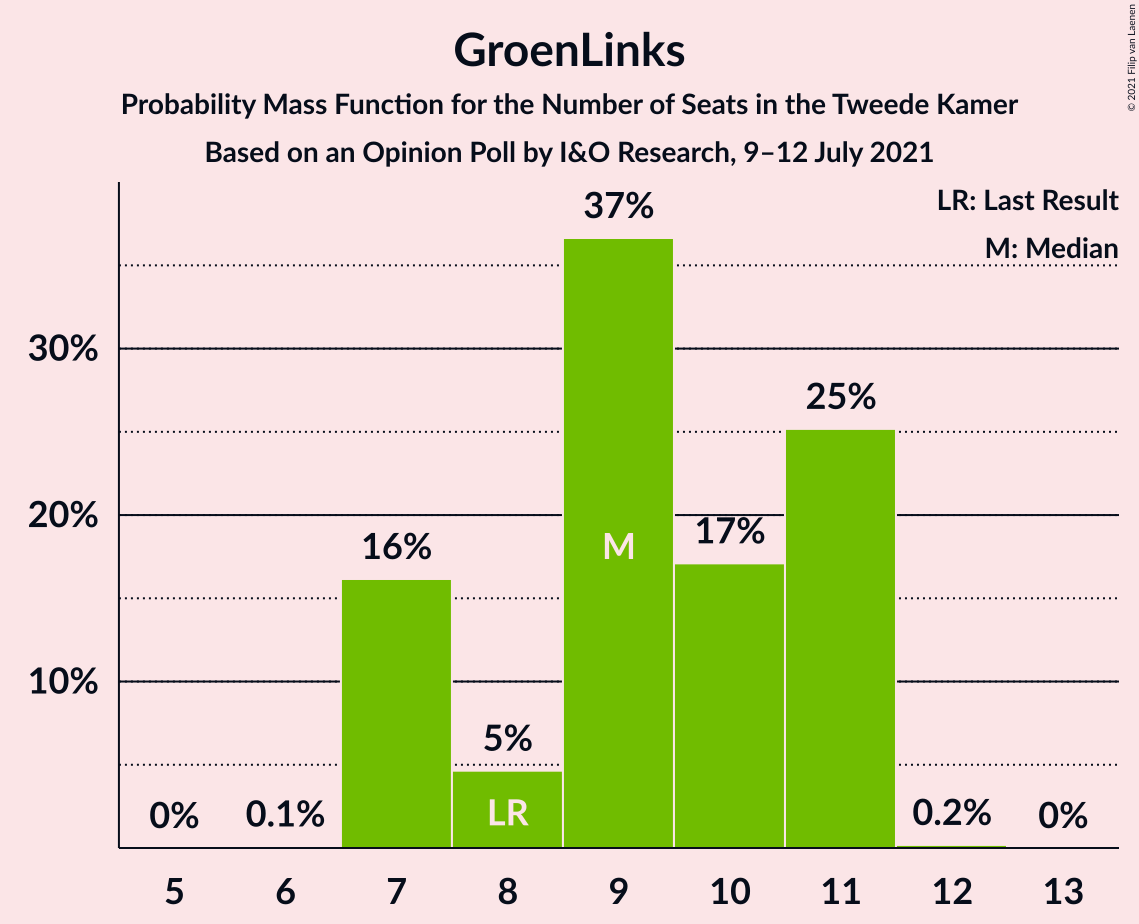 GroenLinks
Probability Mass Function for the Number of Seats in the Tweede Kamer
Based on an Opinion Poll by I&O Research, 9–12 July 2021
© 2021 Filip van Laenen
LR: Last Result
M: Median
37%
30%
25%
20%
17%
16%
M
10%
5%
LR
0%
0.1%
0.2%
0%
5 6 7 8 9 10 11 12 13